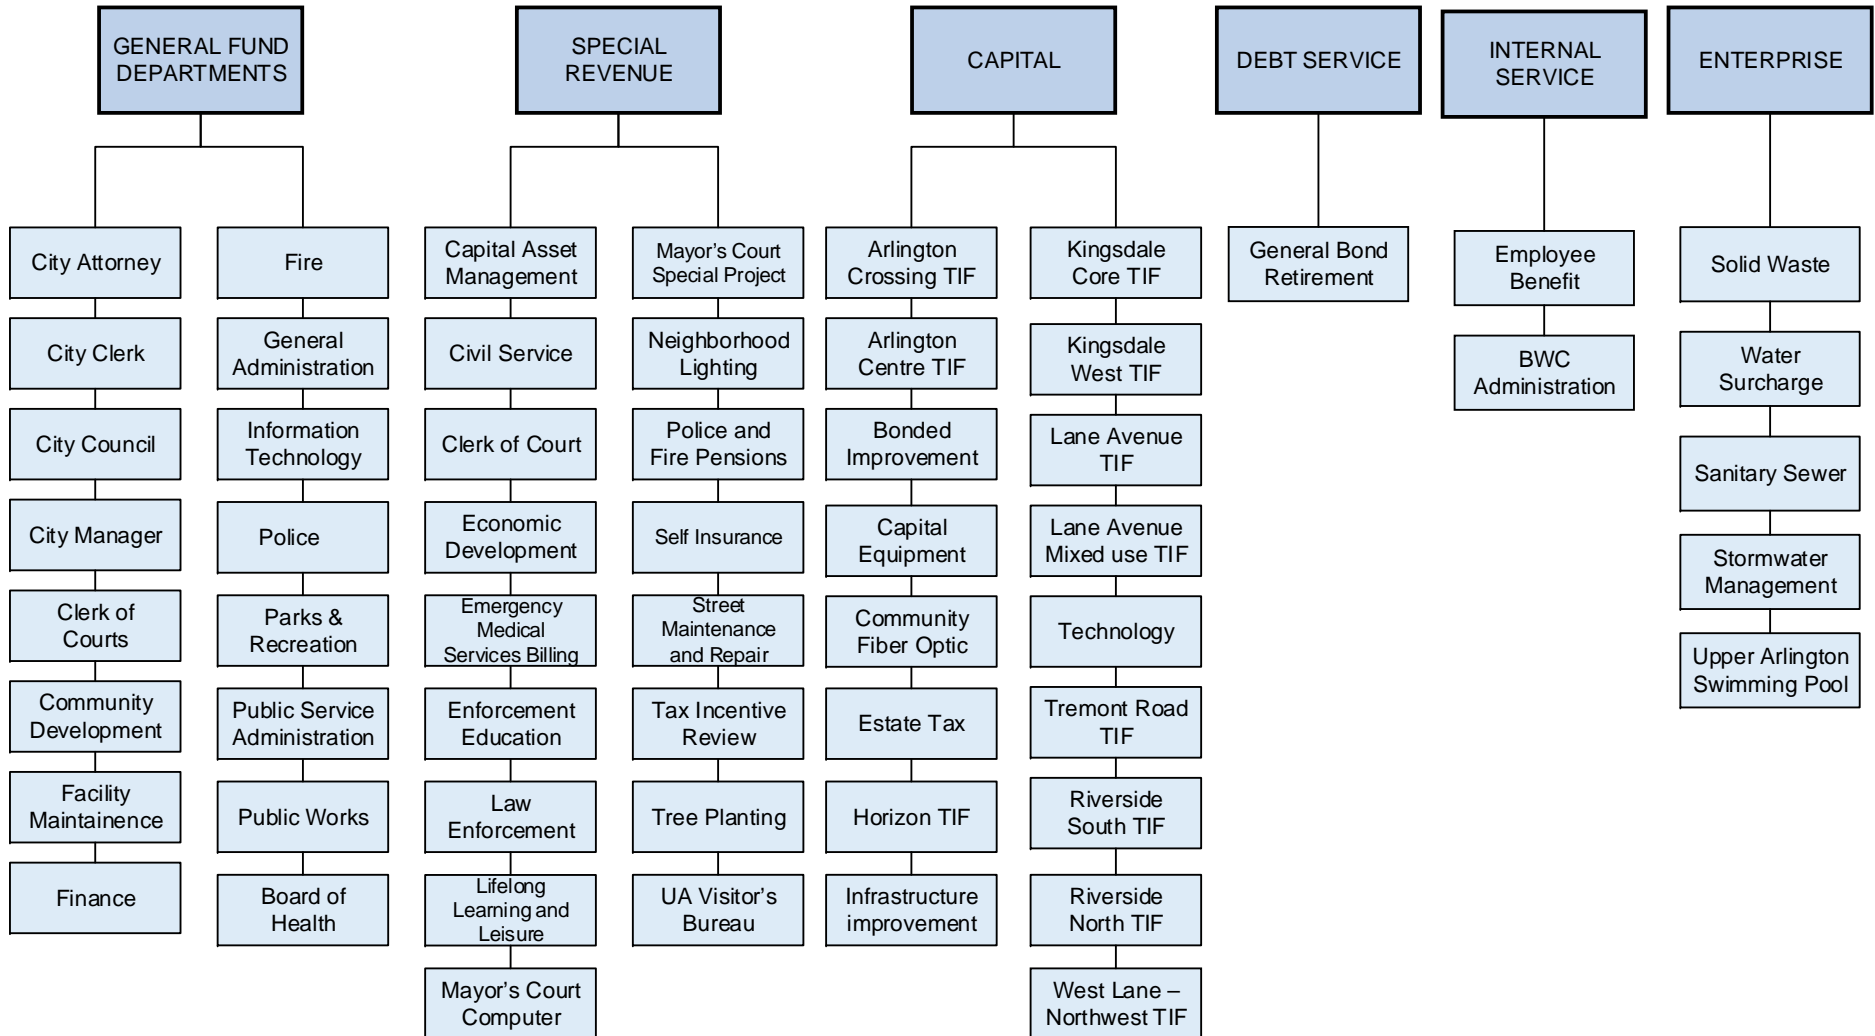 GENERAL FUND
DEPARTMENTS
SPECIAL
REVENUE
CAPITAL
DEBT SERVICE
INTERNAL
SERVICE
ENTERPRISE
City Attorney
City Clerk
City Council
City Manager
Clerk of
Courts
Community
Development
Facility
Maintainence
Finance
Fire
General
Administration
Information
Technology
Police
Parks &
Recreation
Public Service
Administration
Public Works
Board of
Health
Capital Asset
Management
Civil Service
Clerk of Court
Economic
Development
Emergency
Medical
Services Billing
Enforcement
Education
Law
Enforcement
Lifelong
Learning and
Leisure
Mayor's Court
Computer
Mayor's Court
Special Project
Neighborhood
Lighting
Police and
Fire Pensions
Self Insurance
Street
Maintenance
and Repair
Tax Incentive
Review
Tree Planting
UA Visitor's
Bureau
Arlington
Crossing TIF
Arlington
Centre TIF
Bonded
Improvement
Capital
Equipment
Community
Fiber Optic
Estate Tax
Horizon TIF
Infrastructure
improvement
Kingsdale
Core TIF
Kingsdale
West TIF
Lane Avenue
TIF
Lane Avenue
Mixed use TIF
Technology
Tremont Road
TIF
Riverside
South TIF
Riverside
North TIF
West Lane –
Northwest TIF
General Bond
Retirement
Employee
Benefit
BWC
Administration
Solid Waste
Water
Surcharge
Sanitary Sewer
Stormwater
Management
Upper Arlington
Swimming Pool